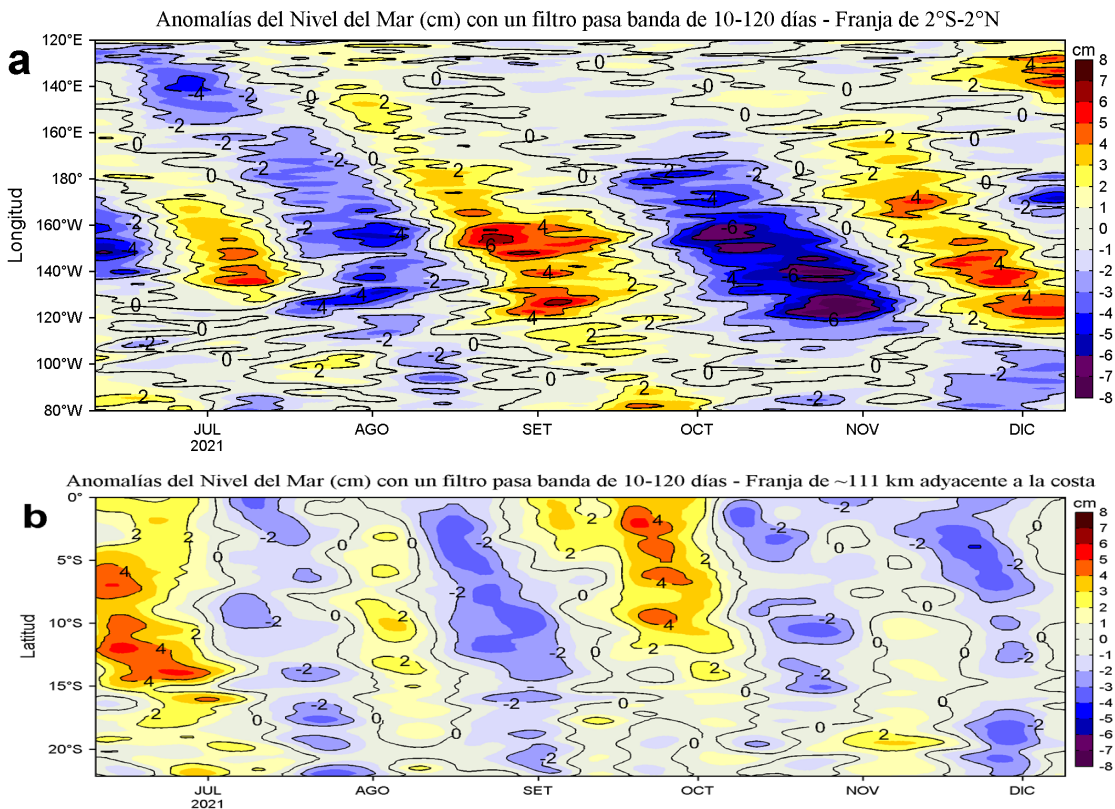 Anomalías del Nivel del Mar (cm) con un filtro pasa banda de 10-120 días - Franja de 2°S-2°N
a
cm
Longitud
120°E
140°E
160°E
180°
160°W
140°W
120°W
100°W
80°W
JUL AGO SET OCT NOV DIC
2021
8
7
6
5
4
3
2
1
0
-1
-2
-3
-4
-5
-6
-7
-8
Anomalías del Nivel del Mar (cm) con un filtro pasa banda de 10-120 días - Franja de ~111 km adyacente a la costa
b
cm
Latitud
0°
5°S
10°S
15°S
20°S
JUL AGO SET OCT NOV DIC
2021
8
7
6
5
4
3
2
1
0
-1
-2
-3
-4
-5
-6
-7
-8